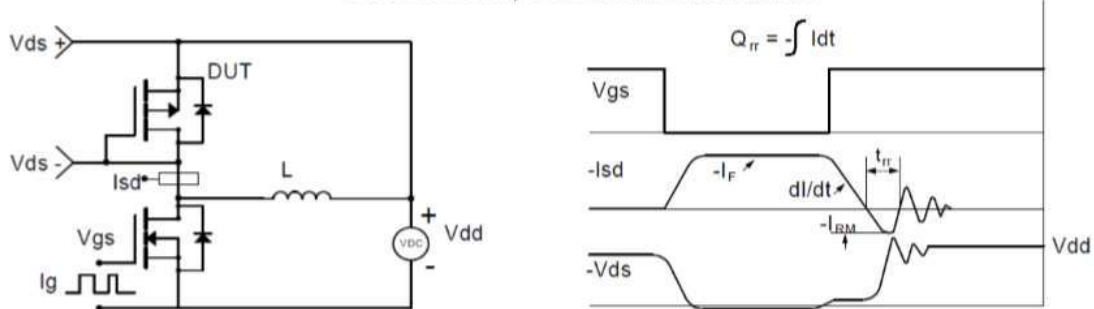 Vds +
DUT
Vds -
Isd
L
Vgs
Ig
+
VDC
-
Vdd
Qrr = -∫ Idt
Vgs
-Isd
-IF
dI/dt
trr
-IRM
-Vds
Vdd